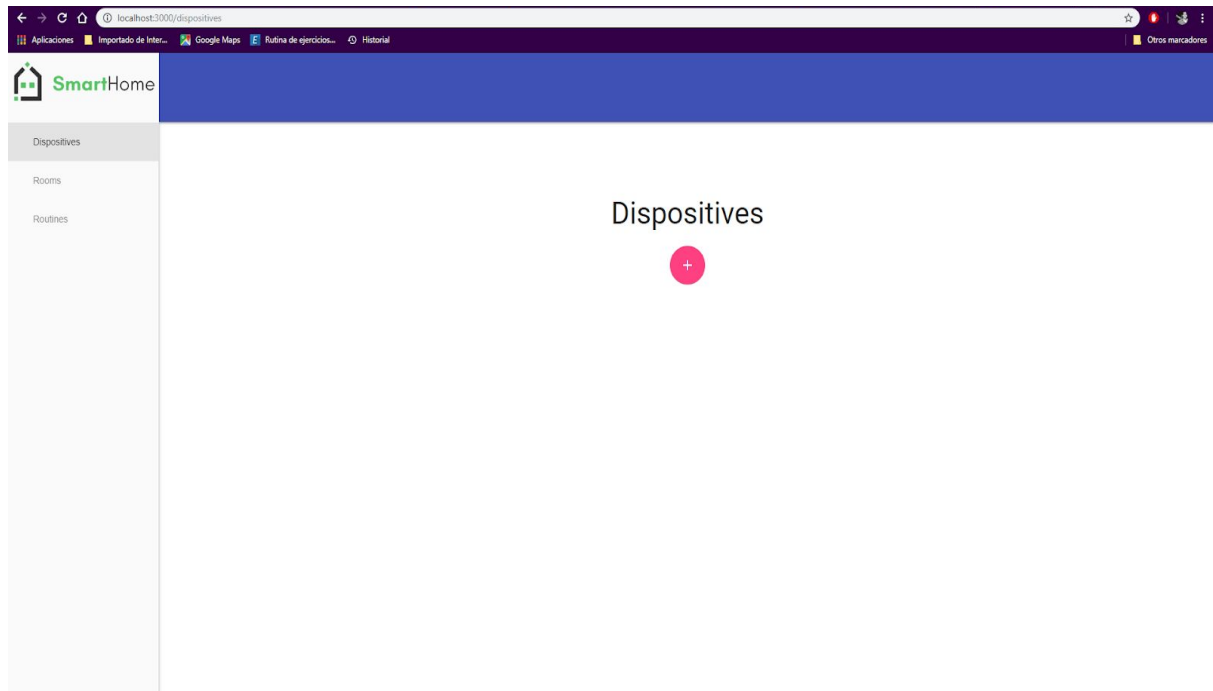 localhost:3000/dispositives
Aplicaciones Importado de Inter... Google Maps E Rutina de ejercicios... Historial Otros marcadores
SmartHome
Dispositives
Rooms
Routines
Dispositives
+